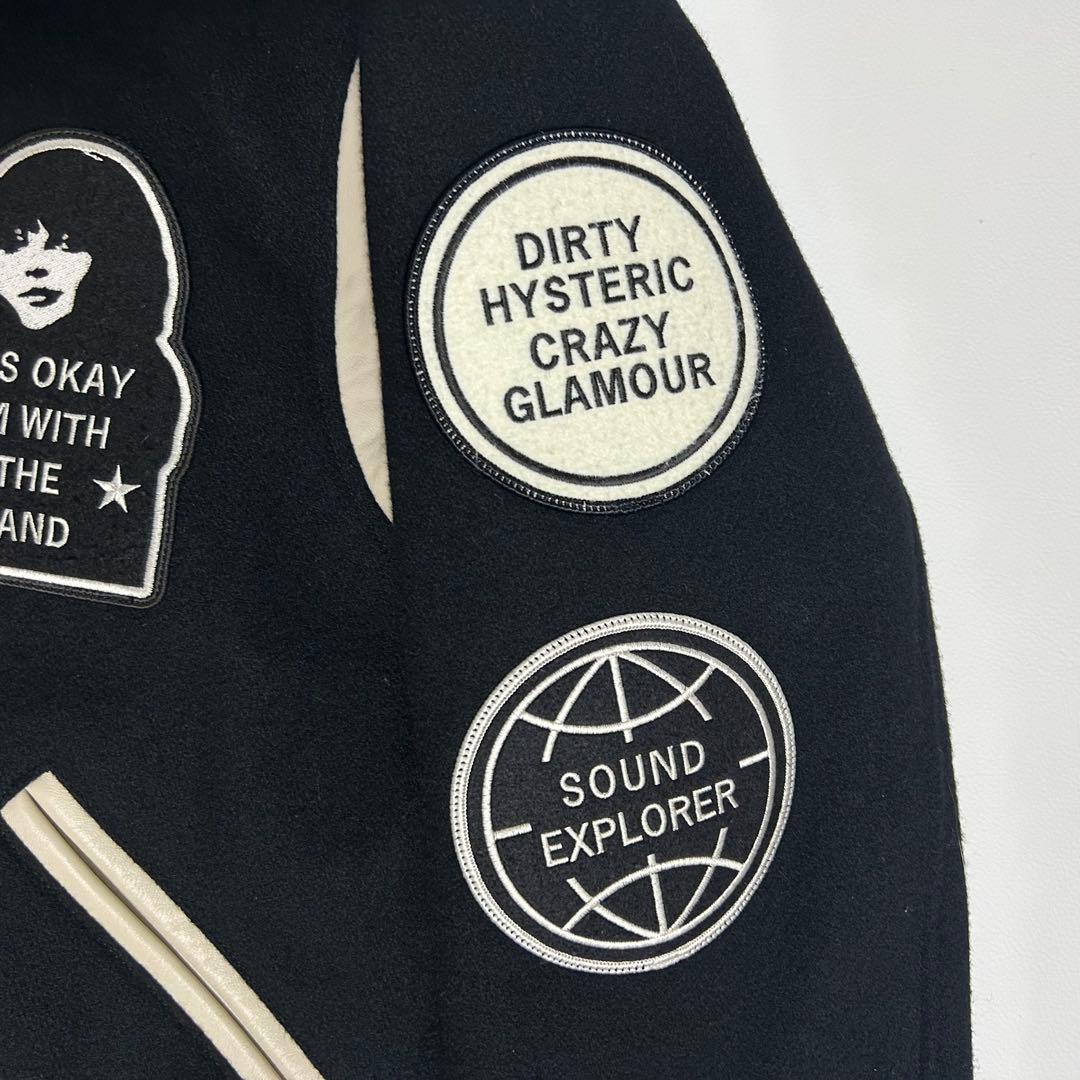 S OKAY
WITH
THE
AND
DIRTY
HYSTERIC
CRAZY
GLAMOUR
SOUND
EXPLORER